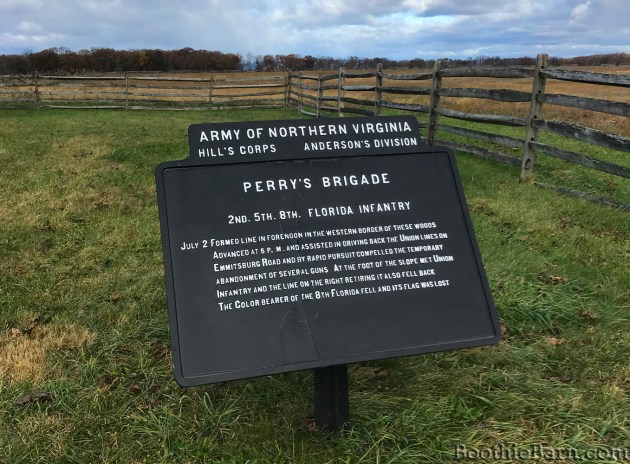 ARMY OF NORTHERN VIRGINIA
HILL'S CORPS ANDERSON'S DIVISION
PERRY'S BRIGADE
2ND. 5TH. 8TH. FLORIDA INFANTRY
JULY 2 FORMED LINE IN FORENOON IN THE WESTERN BORDER OF THESE WOODS
ADVANCED AT 6 P. M. AND ASSISTED IN DRIVING BACK THE UNION LINES ON
EMMITSBURG ROAD AND BY RAPID PURSUIT COMPELLED THE TEMPORARY
ABANDONMENT OF SEVERAL GUNS AT THE FOOT OF THE SLOPE MET UNION
INFANTRY AND THE LINE ON THE RIGHT RETIRING IT ALSO FELL BACK
THE COLOR BEARER OF THE 8TH FLORIDA FELL AND ITS FLAG WAS LOST
BoothieBarn.com